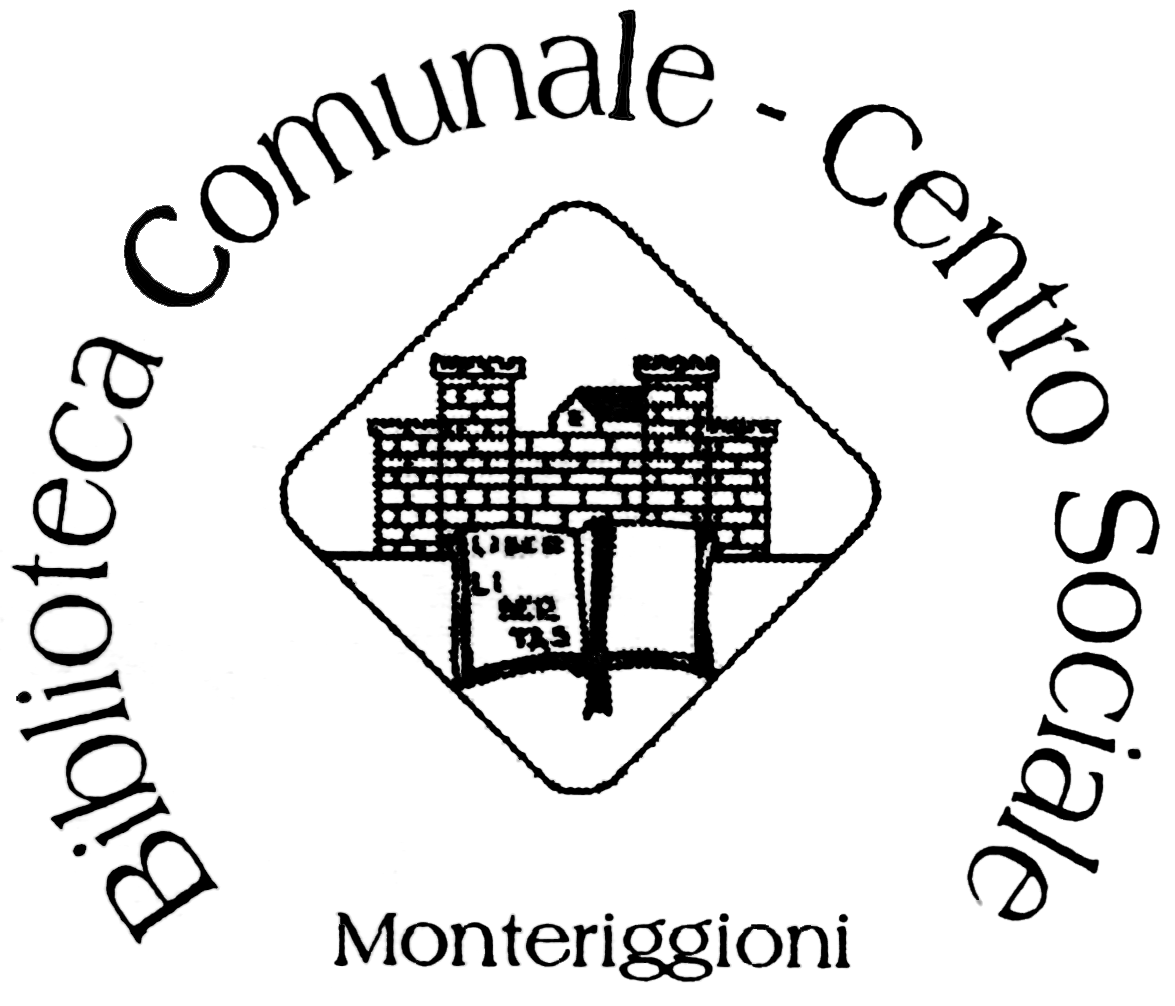 Biblioteca Comunale - Centro Sociale
LIBER
LI
BER
TAS
Monteriggioni